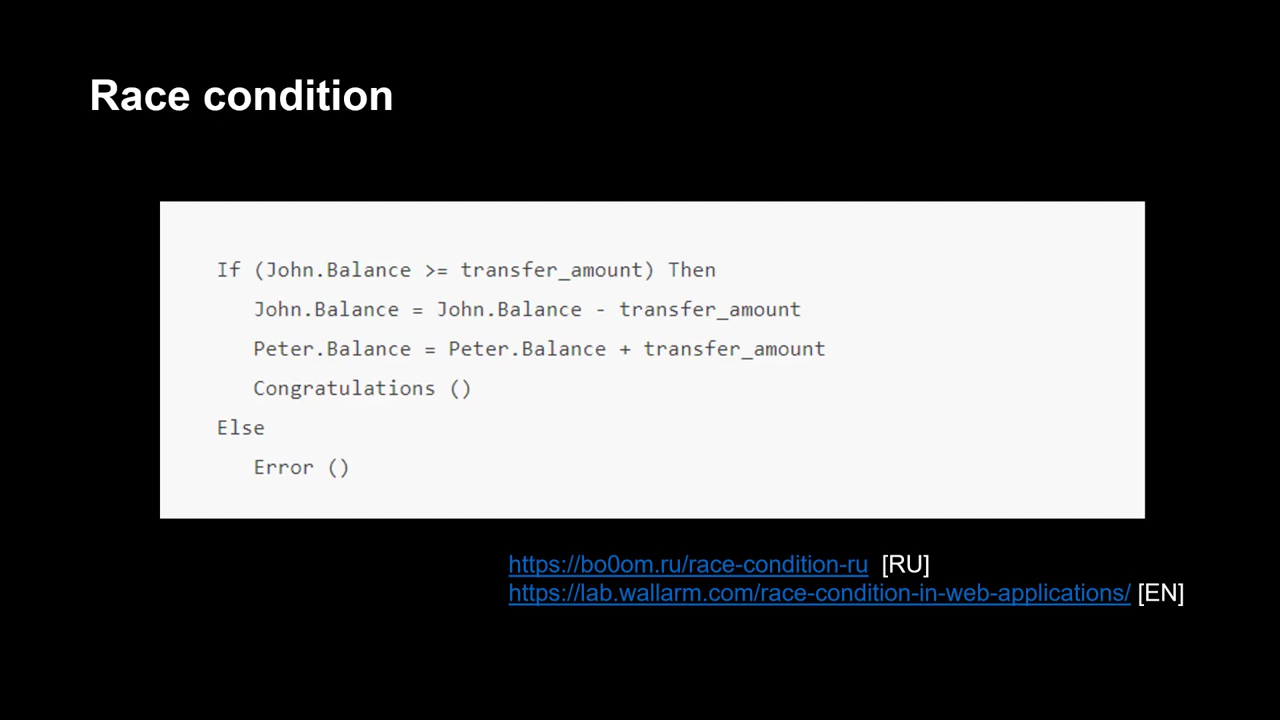 Race condition
If (John.Balance >= transfer_amount) Then
John.Balance = John.Balance - transfer_amount
Peter.Balance = Peter.Balance + transfer_amount
Congratulations ()
Else
Error ()
https://bo0om.ru/race-condition-ru [RU]
https://lab.wallarm.com/race-condition-in-web-applications/ [EN]